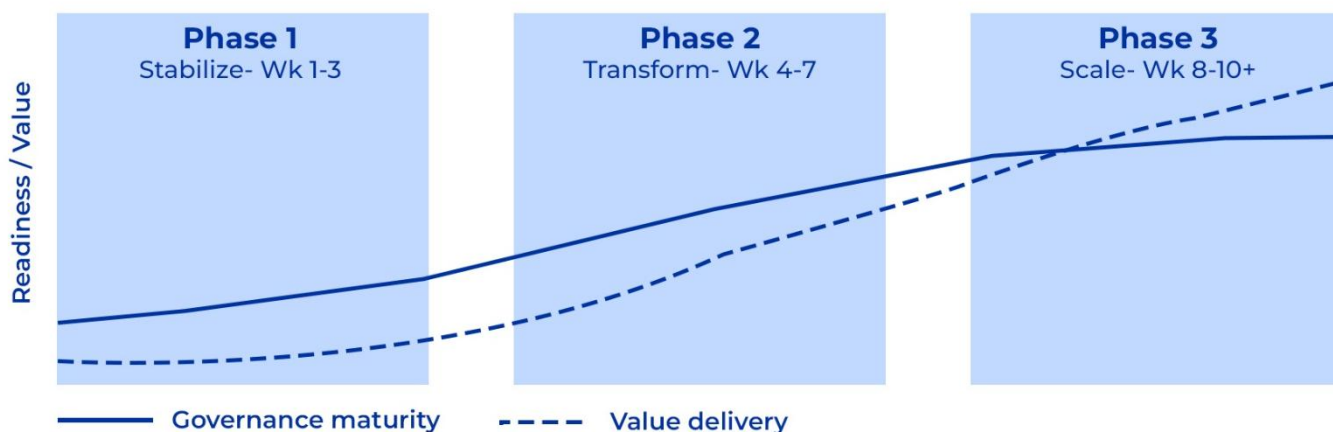 Phase 1
Stabilize- Wk 1-3
Phase 2
Transform- Wk 4-7
Phase 3
Scale- Wk 8-10+
Readiness / Value
Governance maturity
Value delivery